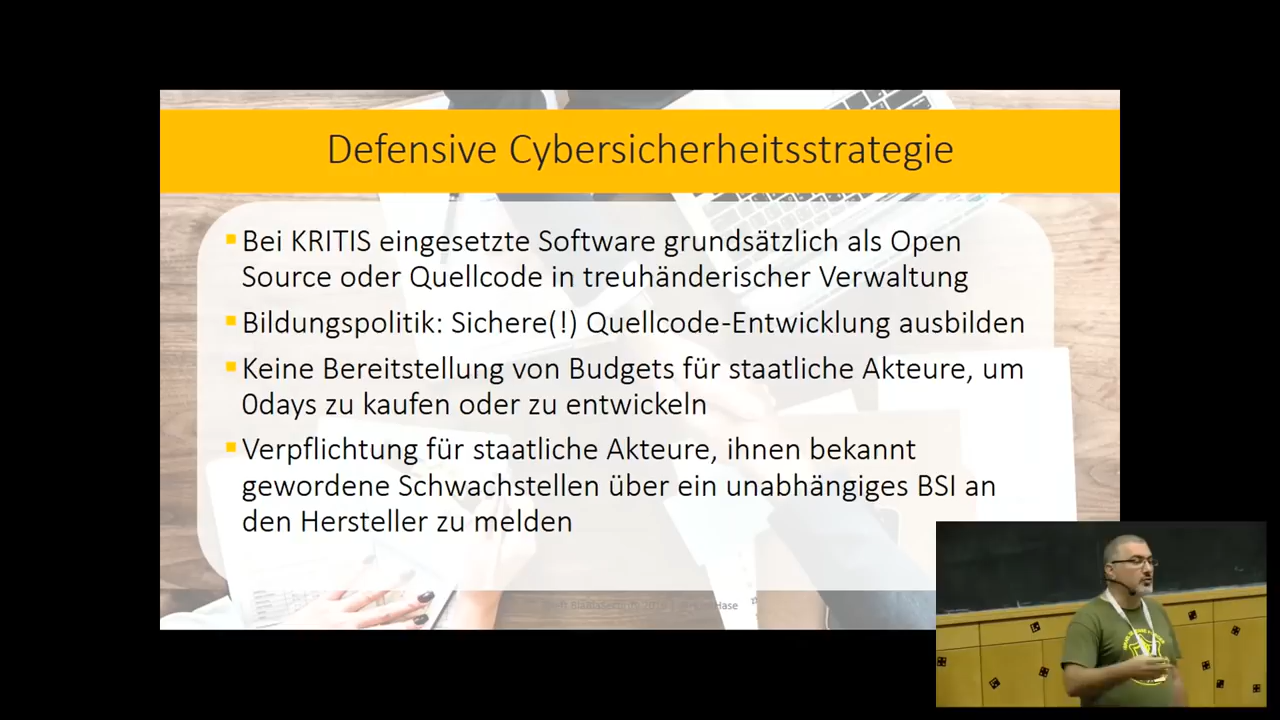 Defensive Cybersicherheitsstrategie
Bei KRITIS eingesetzte Software grundsätzlich als Open
Source oder Quellcode in treuhänderischer Verwaltung
Bildungspolitik: Sichere(!) Quellcode-Entwicklung ausbilden
Keine Bereitstellung von Budgets für staatliche Akteure, um
0days zu kaufen oder zu entwickeln
Verpflichtung für staatliche Akteure, ihnen bekannt
gewordene Schwachstellen über ein unabhängiges BSI an
den Hersteller zu melden